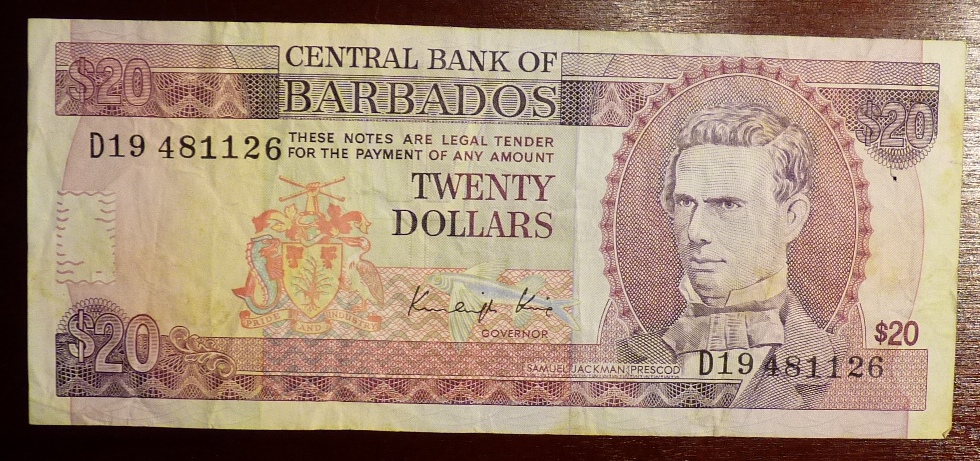 $20
CENTRAL BANK OF
BARBADOS
$20
D19 481126
THESE NOTES ARE LEGAL TENDER
FOR THE PAYMENT OF ANY AMOUNT
TWENTY
DOLLARS
PRIDE AND INDUSTRY
GOVERNOR
$20
$20
SAMUEL JACKMAN PRESCOD
D19 481126